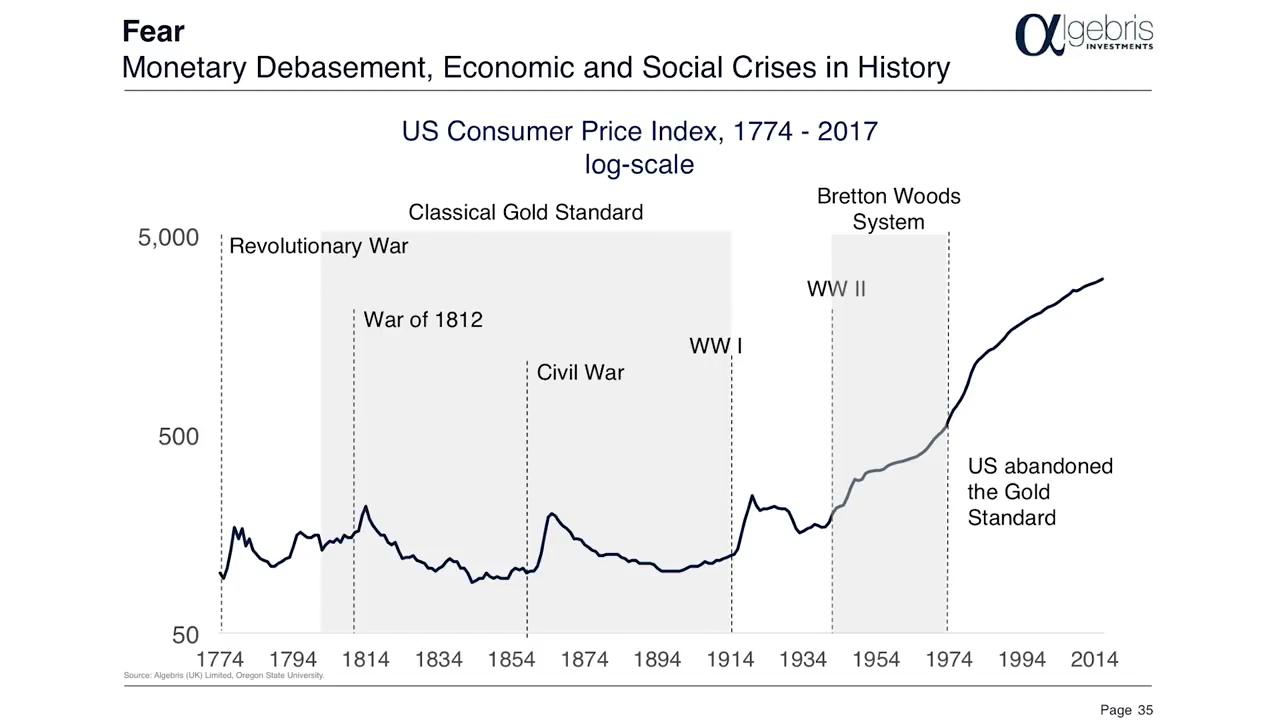 Fear
Monetary Debasement, Economic and Social Crises in History
αlgebris
INVESTMENTS
US Consumer Price Index, 1774 - 2017
log-scale
Classical Gold Standard
Bretton Woods
System
5,000
Revolutionary War
WW II
War of 1812
WW I
Civil War
500
US abandoned
the Gold
Standard
50
1774 1794 1814 1834 1854 1874 1894 1914 1934 1954 1974 1994 2014
Source: Algebris (UK) Limited, Oregon State University.
Page 35